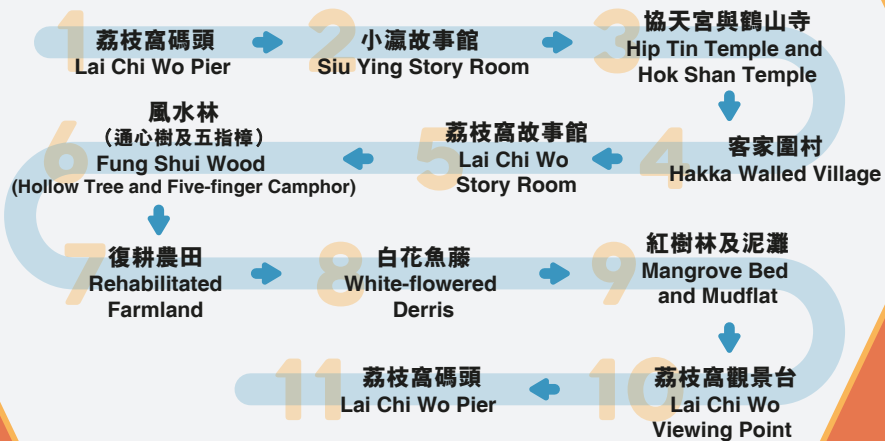 1
荔枝窩碼頭
Lai Chi Wo Pier
2
小瀛故事館
Siu Ying Story Room
3
協天宮與鶴山寺
Hip Tin Temple and
Hok Shan Temple
4
客家圍村
Hakka Walled Village
5
荔枝窩故事館
Lai Chi Wo
Story Room
6
風水林
（通心樹及五指樟）
Fung Shui Wood
(Hollow Tree and Five-finger Camphor)
7
復耕農田
Rehabilitated
Farmland
8
白花魚藤
White-flowered
Derris
9
紅樹林及泥灘
Mangrove Bed
and Mudflat
10
荔枝窩觀景台
Lai Chi Wo
Viewing Point
11
荔枝窩碼頭
Lai Chi Wo Pier